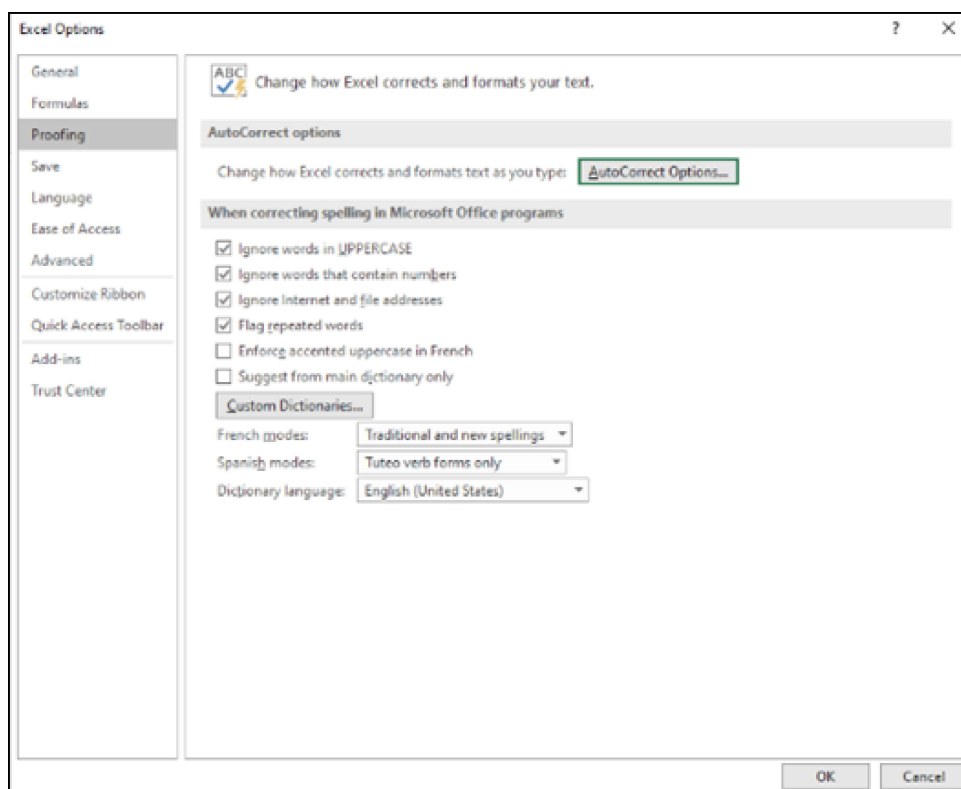 Excel Options
?
General
Formulas
Proofing
Save
Language
Ease of Access
Advanced
Customize Ribbon
Quick Access Toolbar
Add-ins
Trust Center
ABC
Change how Excel corrects and formats your text.
AutoCorrect options
Change how Excel corrects and formats text as you type: AutoCorrect Options...
When correcting spelling in Microsoft Office programs
Ignore words in UPPERCASE
Ignore words that contain numbers
Ignore Internet and file addresses
Flag repeated words
Enforce accented uppercase in French
Suggest from main dictionary only
Custom Dictionaries...
French modes: Traditional and new spellings
Spanish modes: Tuteo verb forms only
Dictionary language: English (United States)
OK Cancel